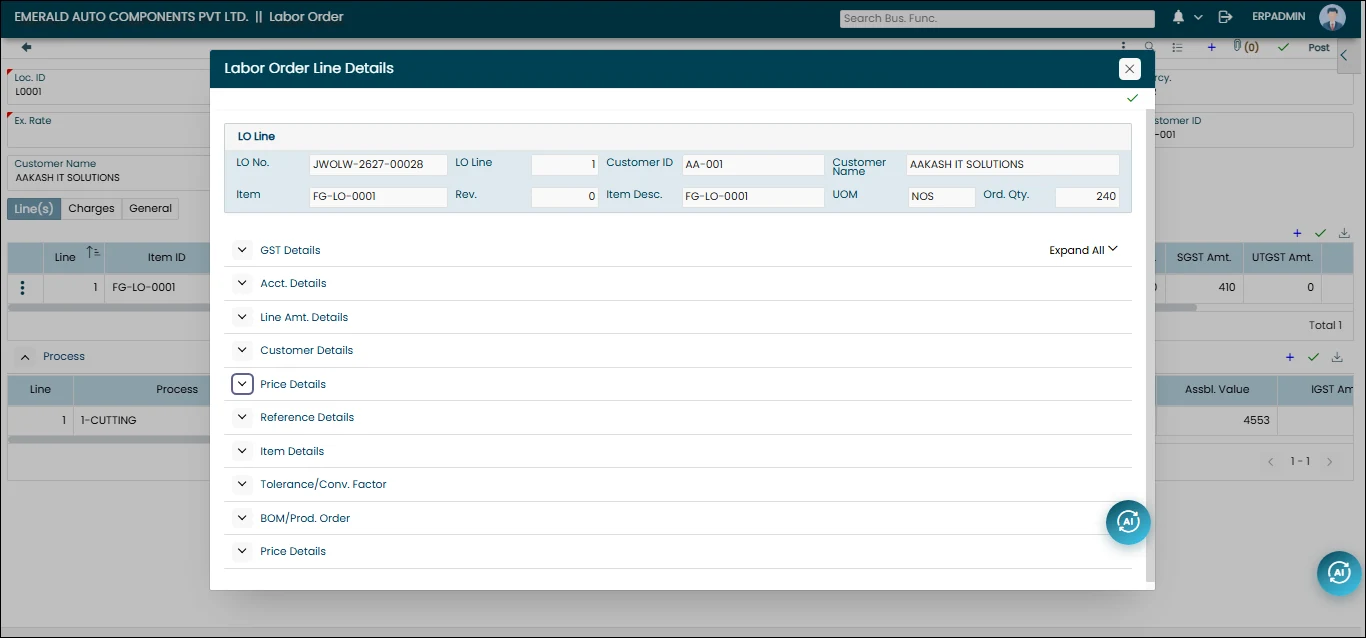 EMERALD AUTO COMPONENTS PVT LTD. || Labor Order
Search Bus. Func.
ERPADMIN
(0)
Post
Loc. ID
L0001
Ex. Rate
Customer Name
AAKASH IT SOLUTIONS
rcy.
stomer ID
-001
Line(s) Charges General
Line Item ID
1 FG-LO-0001
SGST Amt. UTGST Amt.
410 0
Total 1
Process
Line Process
1 1-CUTTING
Assbl. Value IGST Am
4553
1 - 1
Labor Order Line Details
LO Line
LO No. JWOLW-2627-00028 LO Line 1 Customer ID AA-001 Customer Name AAKASH IT SOLUTIONS
Item FG-LO-0001 Rev. 0 Item Desc. FG-LO-0001 UOM NOS Ord. Qty. 240
GST Details Expand All
Acct. Details
Line Amt. Details
Customer Details
Price Details
Reference Details
Item Details
Tolerance/Conv. Factor
BOM/Prod. Order
Price Details
AI
AI